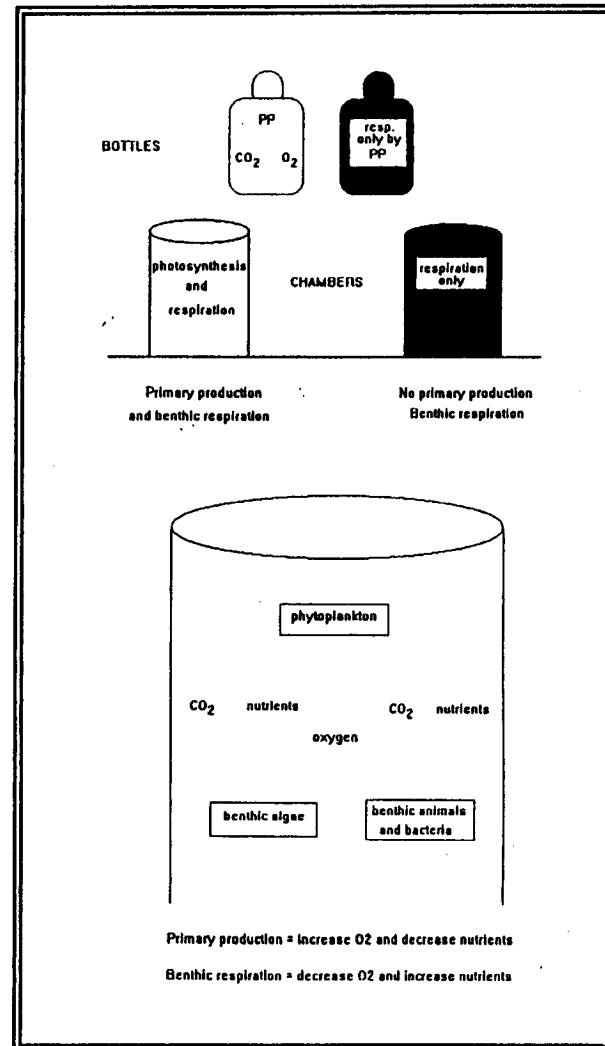 BOTTLES
PP
CO2 O2
resp.
only by
PP
photosynthesis
and
respiration
CHAMBERS
respiration
only
Primary production
and benthic respiration
No primary production
Benthic respiration
phytoplankton
CO2 nutrients CO2 nutrients
oxygen
benthic algae
benthic animals
and bacteria
Primary production = increase O2 and decrease nutrients
Benthic respiration = decrease O2 and increase nutrients